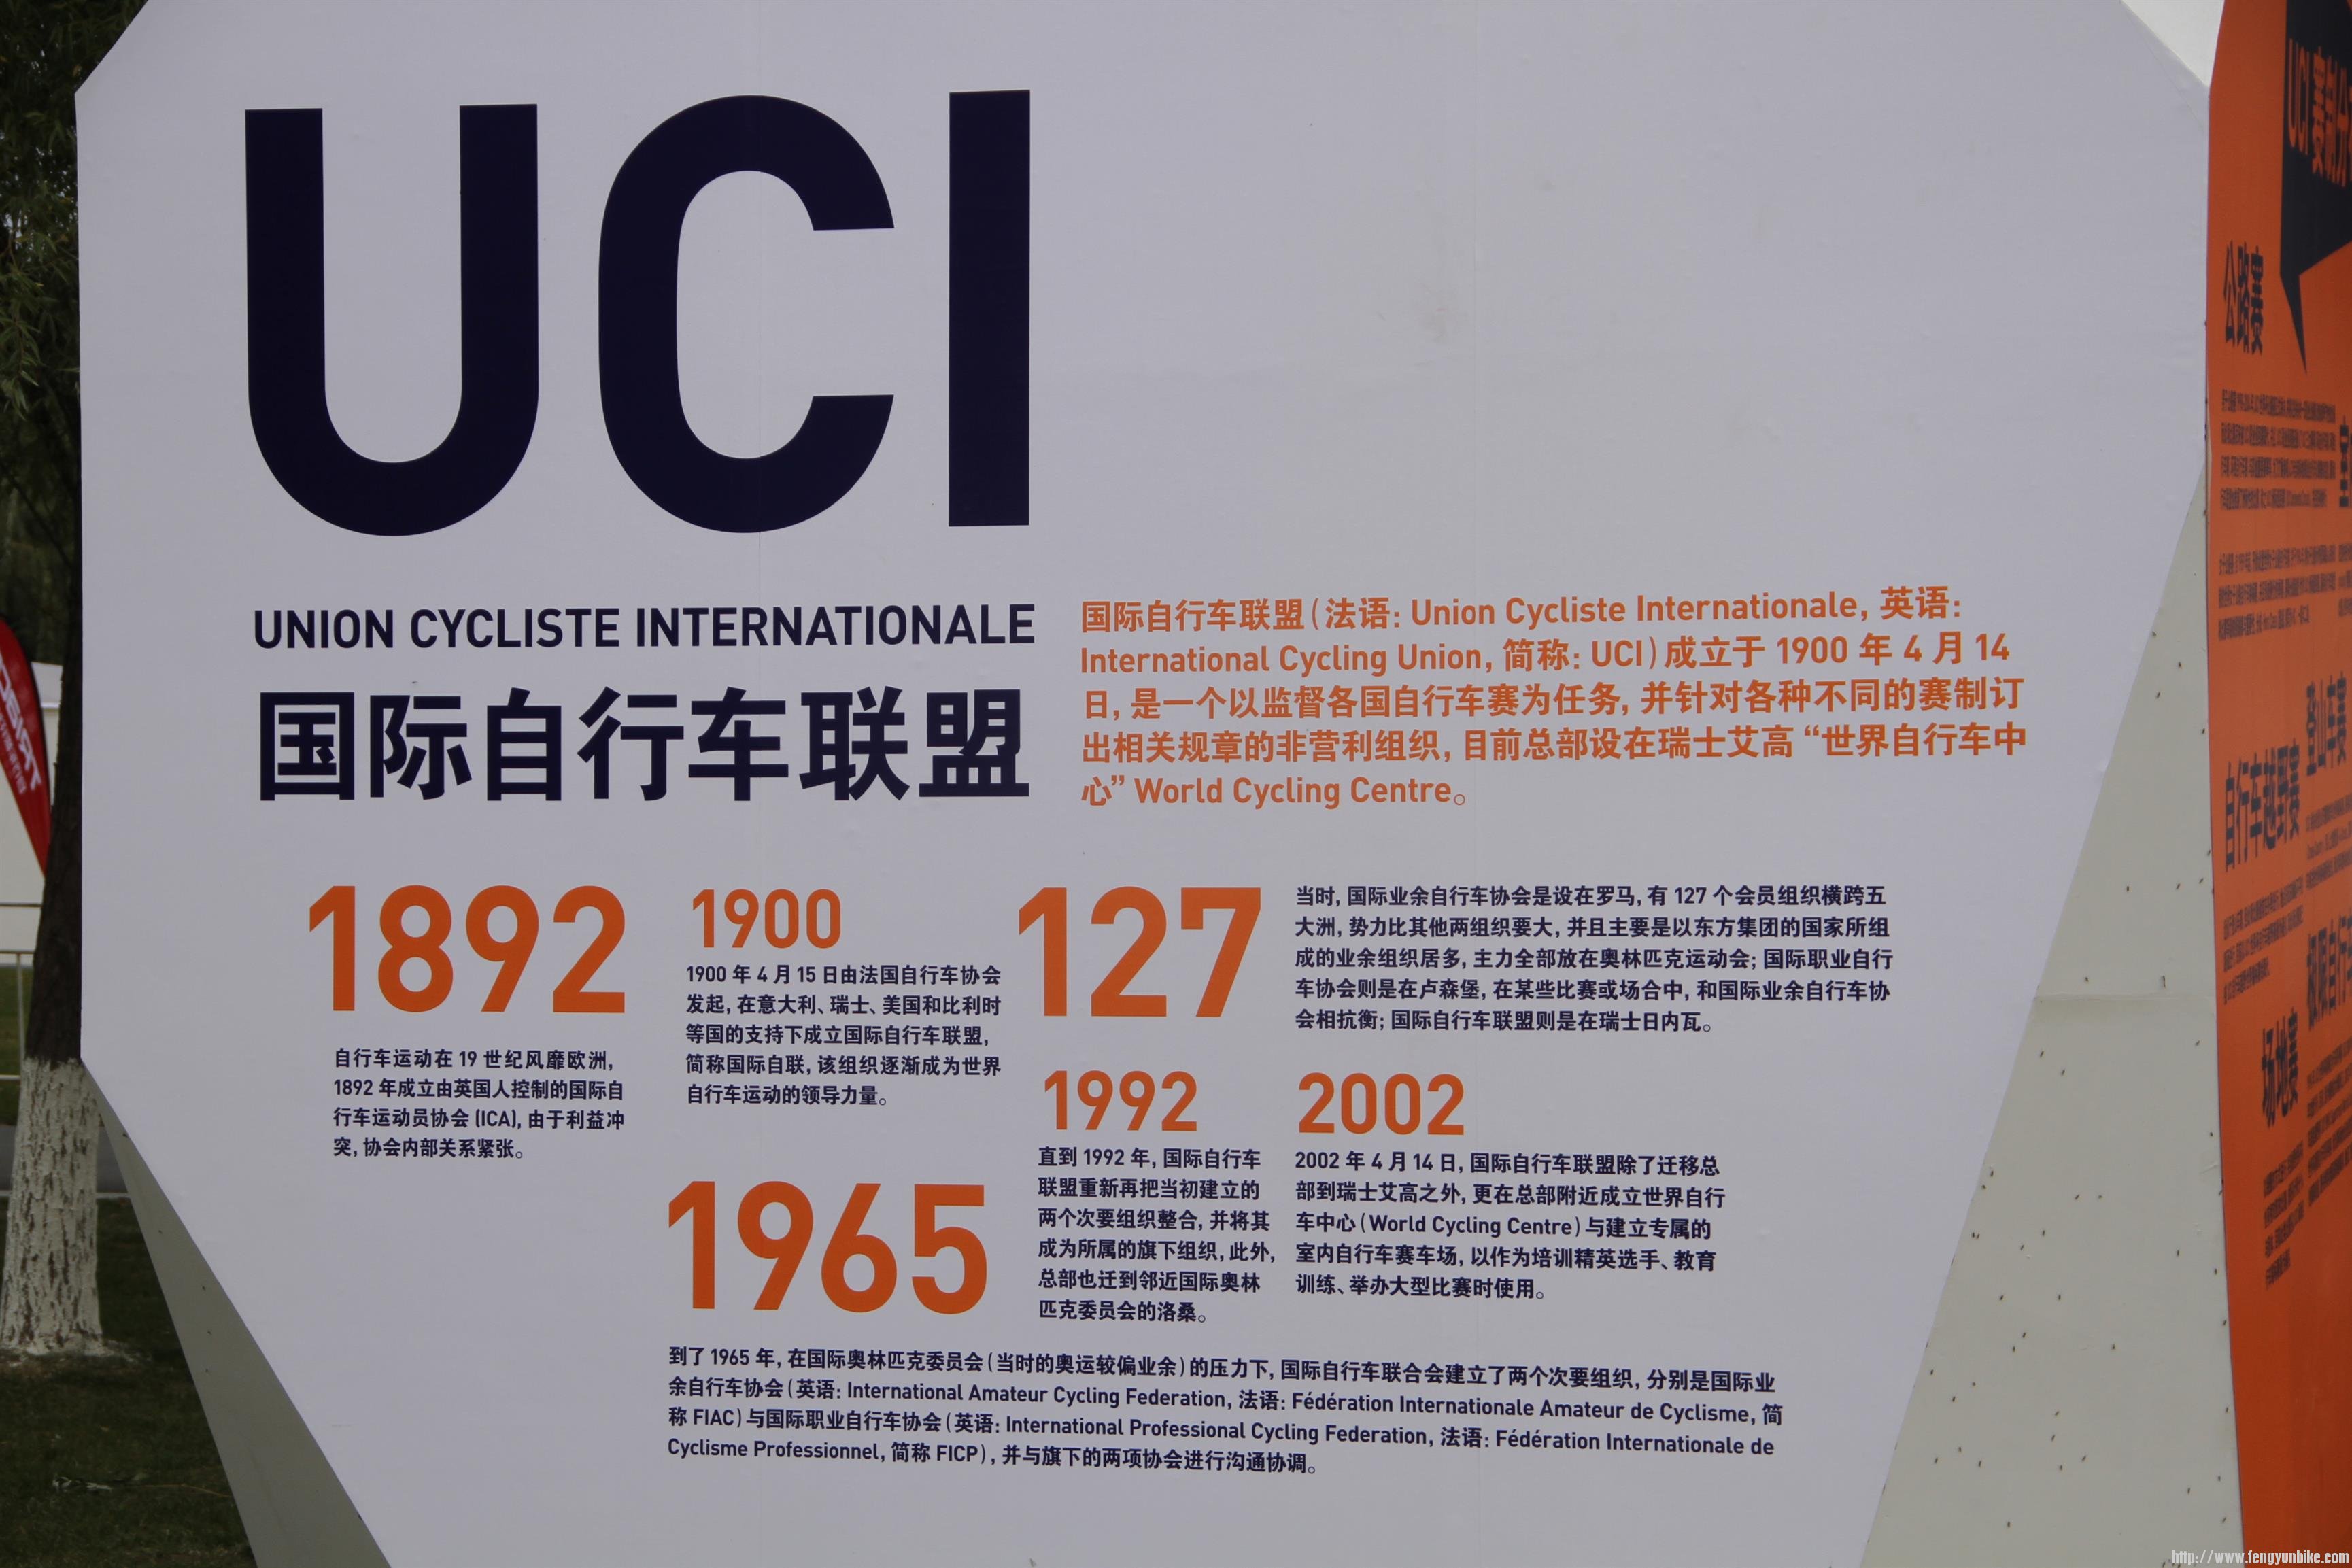 UCI
UNION CYCLISTE INTERNATIONALE
国际自行车联盟
国际自行车联盟（法语: Union Cycliste Internationale, 英语:
International Cycling Union, 简称: UCI）成立于 1900 年 4 月 14
日, 是一个以监督各国自行车赛为任务, 并针对各种不同的赛制订
出相关规章的非营利组织, 目前总部设在瑞士艾高 “世界自行车中
心” World Cycling Centre。
1892
自行车运动在 19 世纪风靡欧洲,
1892 年成立由英国人控制的国际自
行车运动员协会 (ICA), 由于利益冲
突, 协会内部关系紧张。
1900
1900 年 4 月 15 日由法国自行车协会
发起, 在意大利、瑞士、美国和比利时
等国的支持下成立国际自行车联盟,
简称国际自联, 该组织逐渐成为世界
自行车运动的领导力量。
127
当时, 国际业余自行车协会是设在罗马, 有 127 个会员组织横跨五
大洲, 势力比其他两组织要大, 并且主要是以东方集团的国家所组
成的业余组织居多, 主力全部放在奥林匹克运动会; 国际职业自行
车协会则是在卢森堡, 在某些比赛或场合中, 和国际业余自行车协
会相抗衡; 国际自行车联盟则是在瑞士日内瓦。
1992
直到 1992 年, 国际自行车
联盟重新再把当初建立的
两个次要组织整合, 并将其
成为所属的旗下组织, 此外,
总部也迁到邻近国际奥林
匹克委员会的洛桑。
2002
2002 年 4 月 14 日, 国际自行车联盟除了迁移总
部到瑞士艾高之外, 更在总部附近成立世界自行
车中心（World Cycling Centre）与建立专属的
室内自行车赛车场, 以作为培训精英选手、教育
训练、举办大型比赛时使用。
1965
到了 1965 年, 在国际奥林匹克委员会（当时的奥运较偏业余）的压力下, 国际自行车联合会建立了两个次要组织, 分别是国际业
余自行车协会（英语: International Amateur Cycling Federation, 法语: Fédération Internationale Amateur de Cyclisme, 简
称 FIAC）与国际职业自行车协会（英语: International Professional Cycling Federation, 法语: Fédération Internationale de
Cyclisme Professionnel, 简称 FICP）, 并与旗下的两项协会进行沟通协调。
UCI 赛制
公路赛
登山车赛
自行车越野赛
极限自行
场地赛
http://www.fengyunbike.com